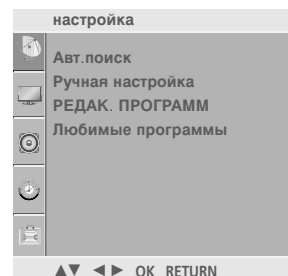 настройка
Авт.поиск
Ручная настройка
РЕДАК. ПРОГРАММ
Любимые программы
▲▼ ◄► OK RETURN